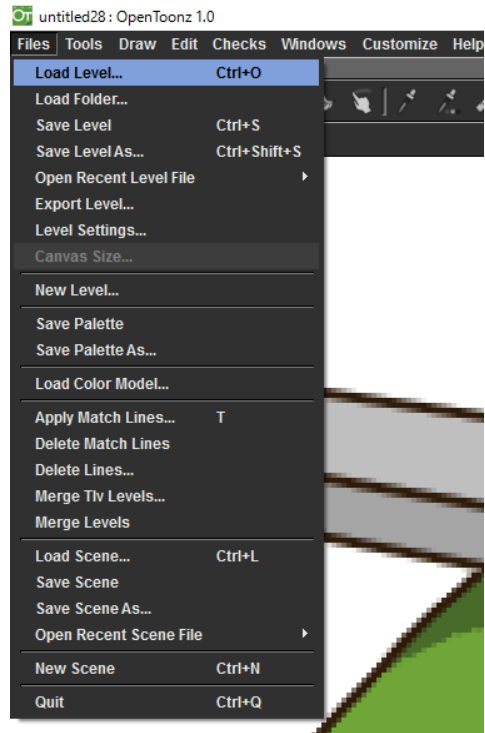 OT untitled28 : OpenToonz 1.0
Files Tools Draw Edit Checks Windows Customize Help
Load Level... Ctrl+O
Load Folder...
Save Level Ctrl+S
Save Level As... Ctrl+Shift+S
Open Recent Level File
Export Level...
Level Settings...
Canvas Size...
New Level...
Save Palette
Save Palette As...
Load Color Model...
Apply Match Lines... T
Delete Match Lines
Delete Lines...
Merge Tlv Levels...
Merge Levels
Load Scene... Ctrl+L
Save Scene
Save Scene As...
Open Recent Scene File
New Scene Ctrl+N
Quit Ctrl+Q